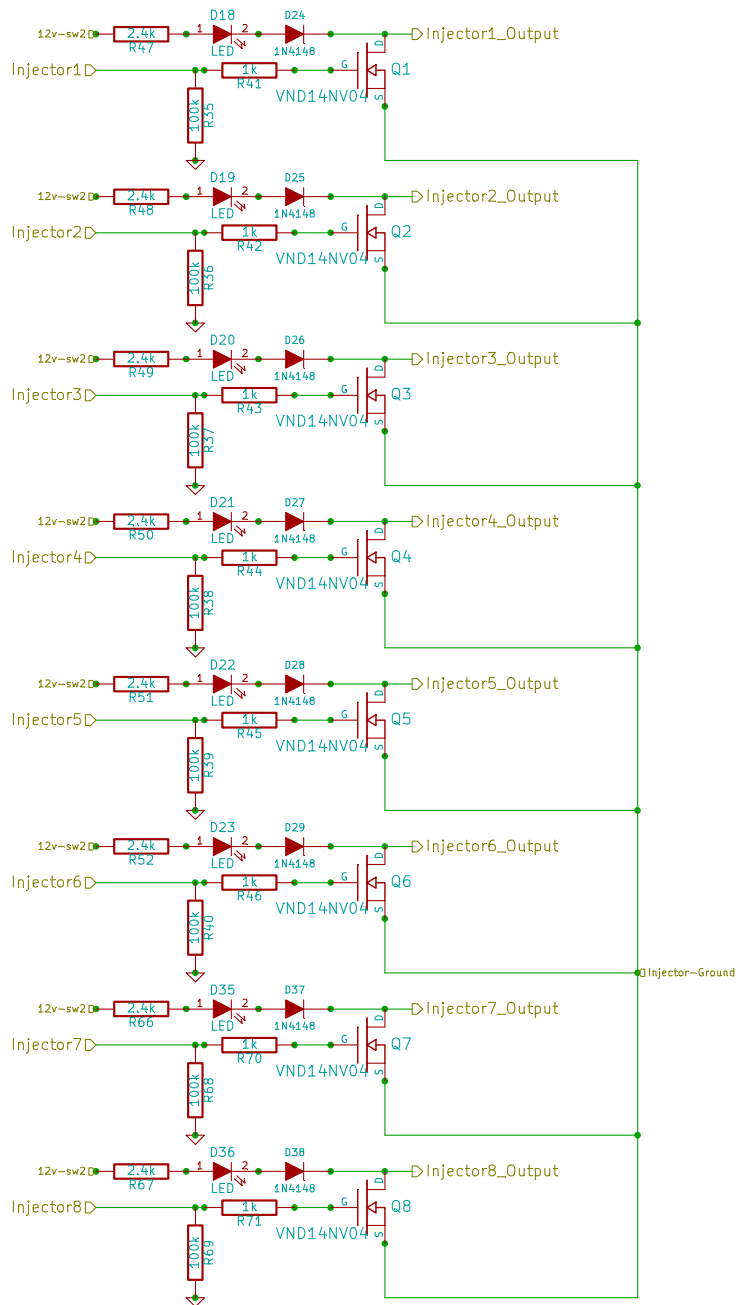 D18 D24
12v-sw2 2.4k 1 2 Injector1_Output
R47 LED 1N4148 D
Injector1 1k G Q1
R41
100k R35 VND14NV04 S
D19 D25
12v-sw2 2.4k 1 2 Injector2_Output
R48 LED 1N4148 D
Injector2 1k G Q2
R42
100k R36 VND14NV04 S
D20 D26
12v-sw2 2.4k 1 2 Injector3_Output
R49 LED 1N4148 D
Injector3 1k G Q3
R43
100k R37 VND14NV04 S
D21 D27
12v-sw2 2.4k 1 2 Injector4_Output
R50 LED 1N4148 D
Injector4 1k G Q4
R44
100k R38 VND14NV04 S
D22 D28
12v-sw2 2.4k 1 2 Injector5_Output
R51 LED 1N4148 D
Injector5 1k G Q5
R45
100k R39 VND14NV04 S
D23 D29
12v-sw2 2.4k 1 2 Injector6_Output
R52 LED 1N4148 D
Injector6 1k G Q6
R46
100k R40 VND14NV04 S
Injector-Ground
D35 D37
12v-sw2 2.4k 1 2 Injector7_Output
R66 LED 1N4148 D
Injector7 1k G Q7
R70
100k R68 VND14NV04 S
D36 D38
12v-sw2 2.4k 1 2 Injector8_Output
R67 LED 1N4148 D
Injector8 1k G Q8
R71
100k R69 VND14NV04 S